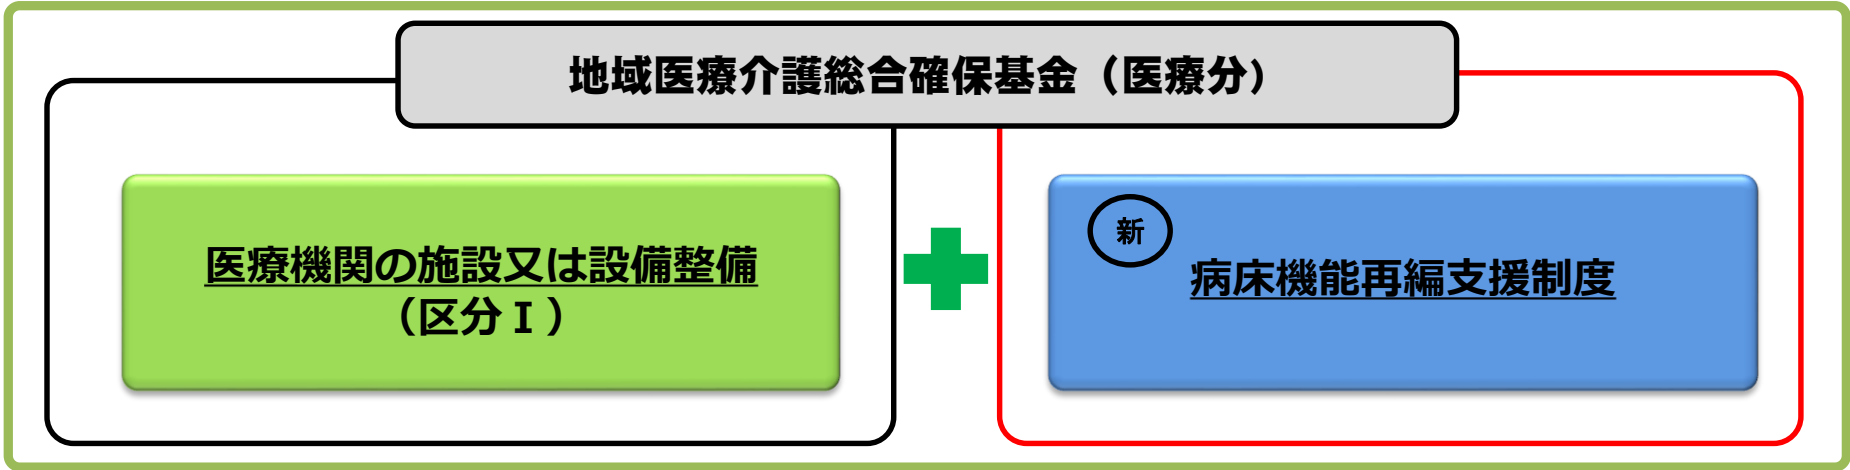 地域医療介護総合確保基金（医療分）
医療機関の施設又は設備整備
（区分Ⅰ）
新
病床機能再編支援制度